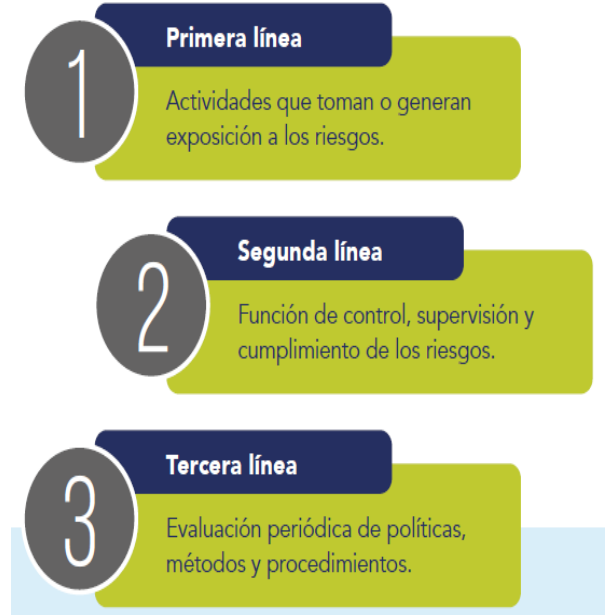 1
Primera línea
Actividades que toman o generan
exposición a los riesgos.
2
Segunda línea
Función de control, supervisión y
cumplimiento de los riesgos.
3
Tercera línea
Evaluación periódica de políticas,
métodos y procedimientos.